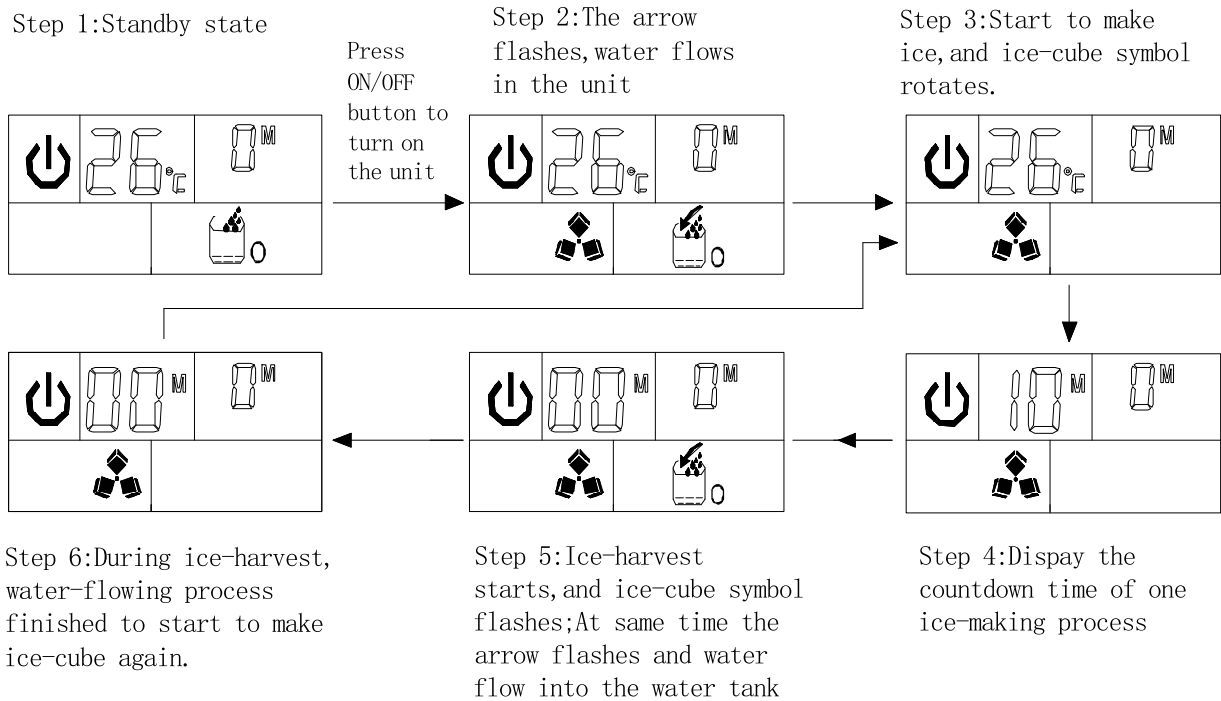 Step 1:Standby state
Press
ON/OFF
button to
turn on
the unit
Step 2:The arrow
flashes,water flows
in the unit
Step 3:Start to make
ice,and ice-cube symbol
rotates.
26°C 0 M
0
26°C 0 M
0
26°C 0 M
00 M 0 M
00 M 0 M
0
10 M 0 M
Step 6:During ice-harvest,
water-flowing process
finished to start to make
ice-cube again.
Step 5:Ice-harvest
starts,and ice-cube symbol
flashes;At same time the
arrow flashes and water
flow into the water tank
Step 4:Dispay the
countdown time of one
ice-making process